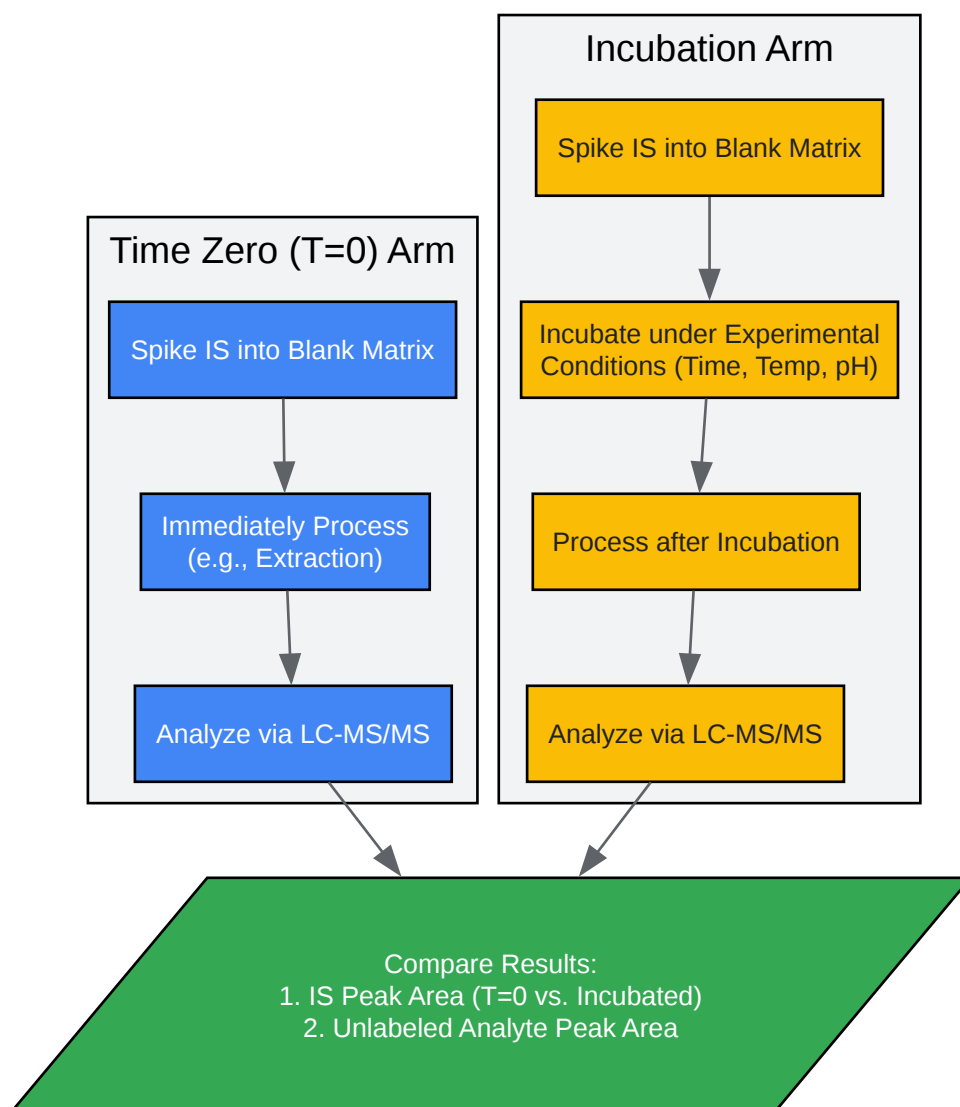 Incubation Arm
Spike IS into Blank Matrix
Incubate under Experimental
Conditions (Time, Temp, pH)
Process after Incubation
Analyze via LC-MS/MS
Time Zero (T=0) Arm
Spike IS into Blank Matrix
Immediately Process
(e.g., Extraction)
Analyze via LC-MS/MS
Compare Results:
1. IS Peak Area (T=0 vs. Incubated)
2. Unlabeled Analyte Peak Area